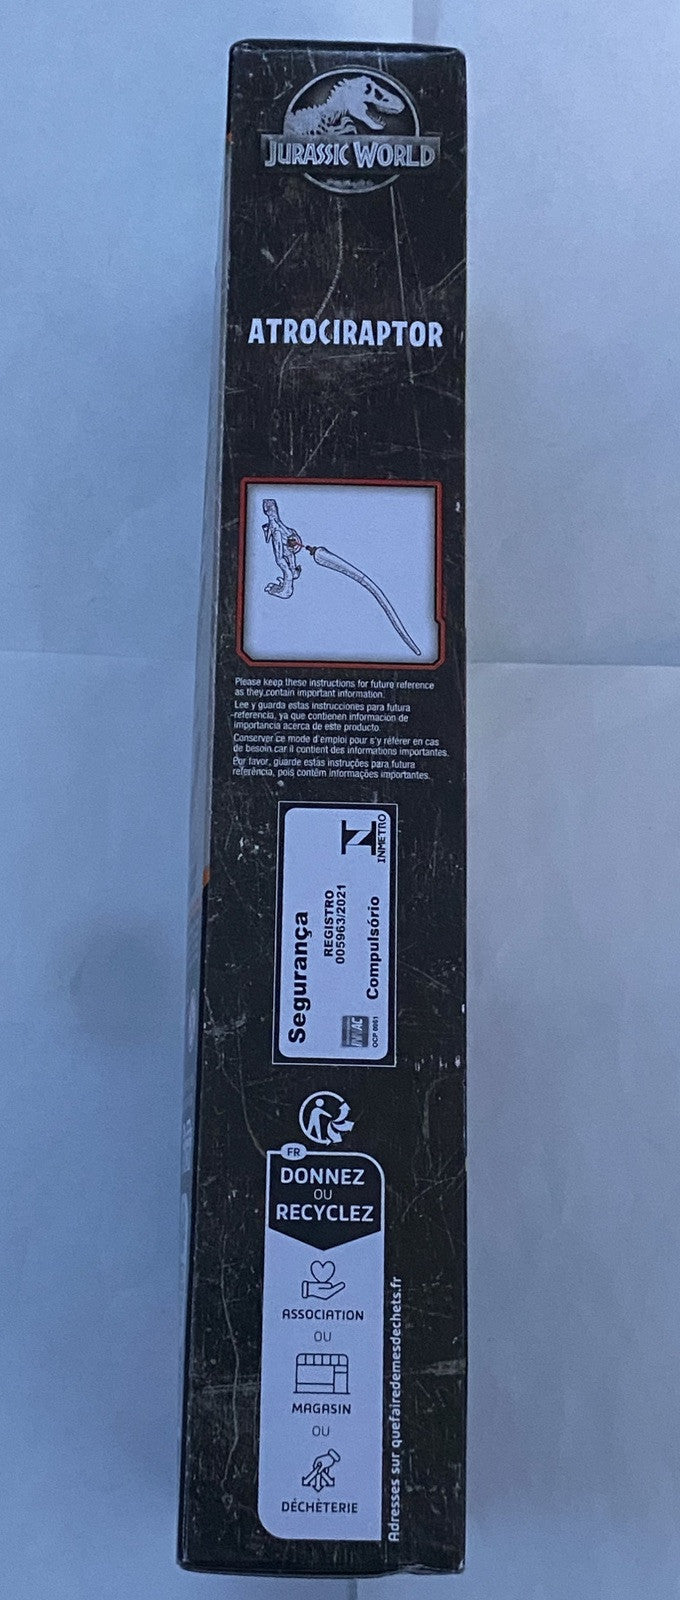 JURASSIC WORLD
ATROCIRAPTOR
Please keep these instructions for future reference
as they contain important information.
Lee y guarda estas instrucciones para futura
referencia, ya que contienen información de
importancia acerca de este producto.
Conserver ce mode d'emploi pour s'y référer en cas
de besoin car il contient des informations importantes.
Por favor, guarde estas instruções para futura
referência, pois contêm informações importantes.
Segurança
REGISTRO
005963/2021
Compulsório
INMETRO
OCP 0061
FR
DONNEZ
OU
RECYCLEZ
ASSOCIATION
OU
MAGASIN
OU
DÉCHÈTERIE
Adresses sur quefairedemesdechets.fr